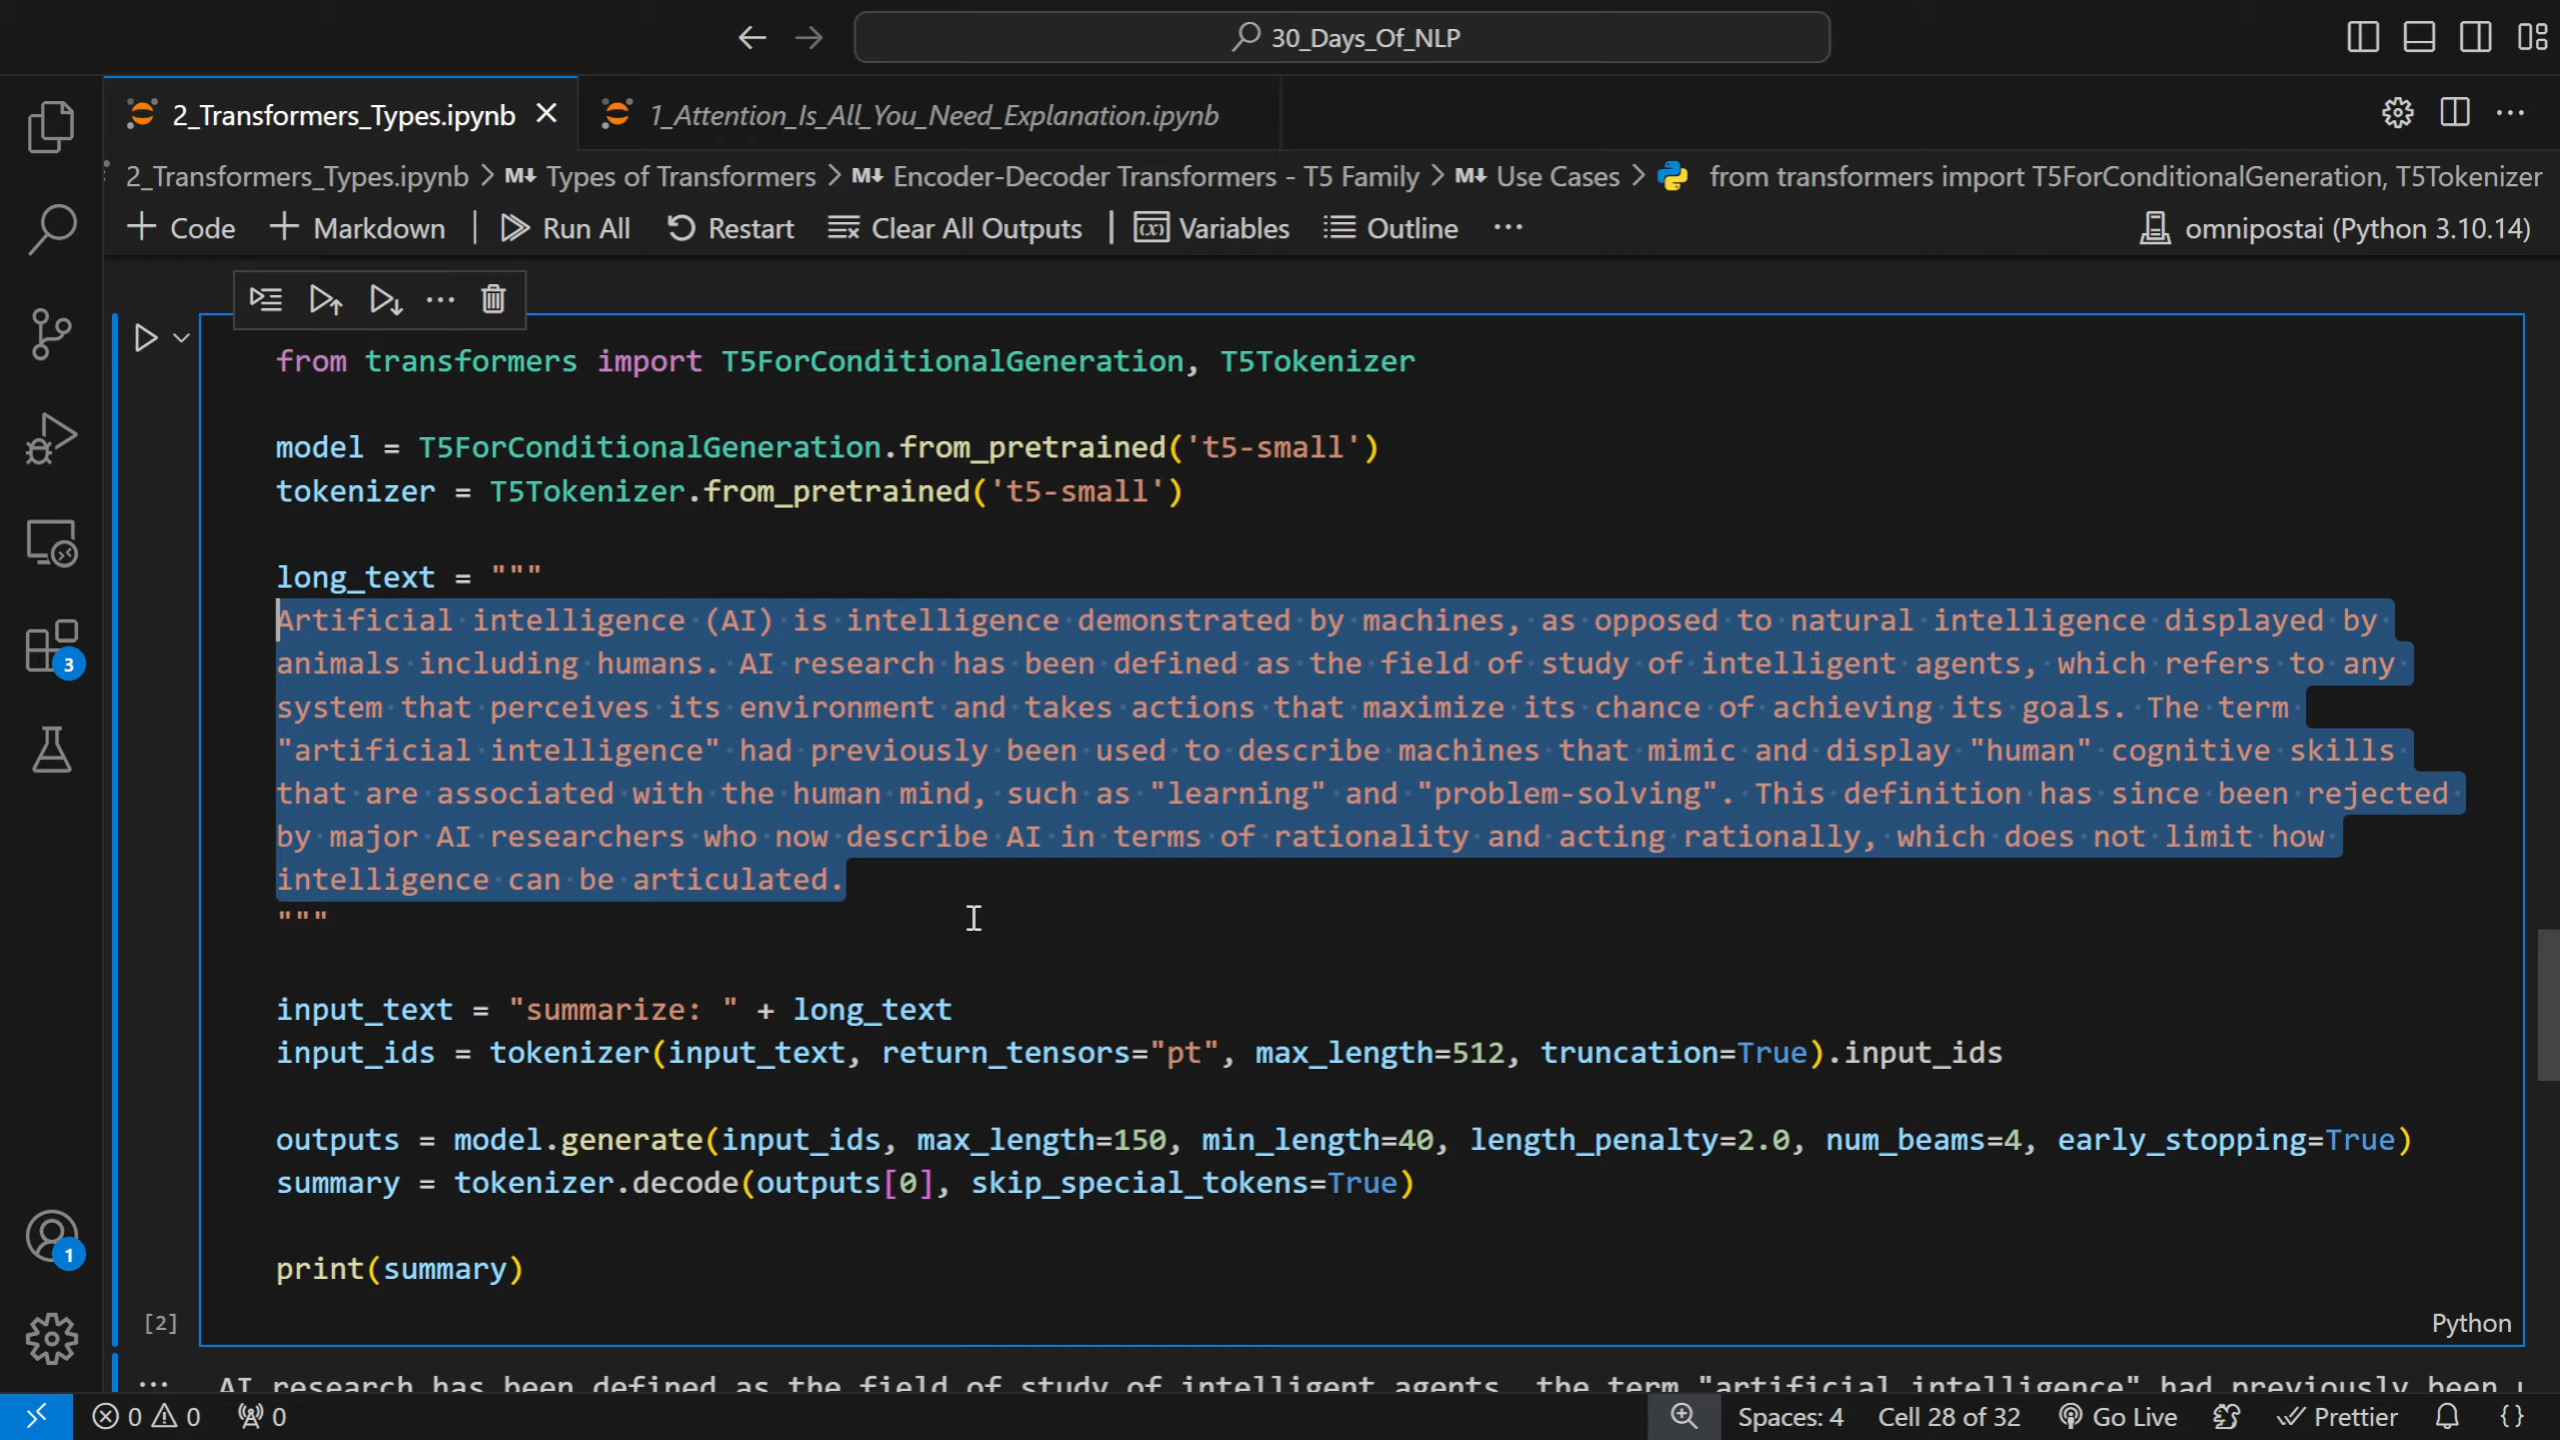 30_Days_Of_NLP
2_Transformers_Types.ipynb
1_Attention_Is_All_You_Need_Explanation.ipynb
2_Transformers_Types.ipynb > M↓ Types of Transformers > M↓ Encoder-Decoder Transformers - T5 Family > M↓ Use Cases > from transformers import T5ForConditionalGeneration, T5Tokenizer
+ Code + Markdown | Run All Restart Clear All Outputs | Variables Outline ... omnipostai (Python 3.10.14)
from transformers import T5ForConditionalGeneration, T5Tokenizer
model = T5ForConditionalGeneration.from_pretrained('t5-small')
tokenizer = T5Tokenizer.from_pretrained('t5-small')
long_text = """
Artificial intelligence (AI) is intelligence demonstrated by machines, as opposed to natural intelligence displayed by
animals including humans. AI research has been defined as the field of study of intelligent agents, which refers to any
system that perceives its environment and takes actions that maximize its chance of achieving its goals. The term
"artificial intelligence" had previously been used to describe machines that mimic and display "human" cognitive skills
that are associated with the human mind, such as "learning" and "problem-solving". This definition has since been rejected
by major AI researchers who now describe AI in terms of rationality and acting rationally, which does not limit how
intelligence can be articulated.
"""
input_text = "summarize: " + long_text
input_ids = tokenizer(input_text, return_tensors="pt", max_length=512, truncation=True).input_ids
outputs = model.generate(input_ids, max_length=150, min_length=40, length_penalty=2.0, num_beams=4, early_stopping=True)
summary = tokenizer.decode(outputs[0], skip_special_tokens=True)
print(summary)
[2]
Python
AI research has been defined as the field of study of intelligent agents. the term "artificial intelligence" had previously been
3
1
0 0 0 Spaces: 4 Cell 28 of 32 Go Live Prettier {}